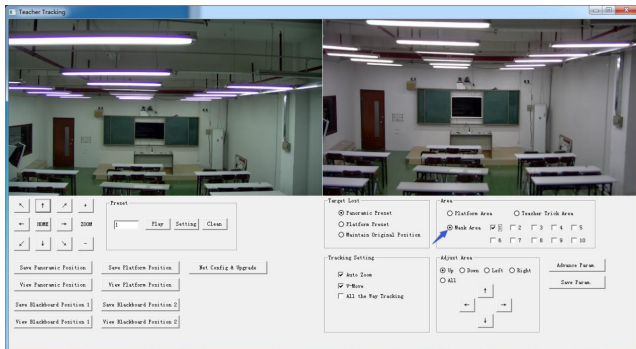 Teacher Tracking
Preset
1 Play Setting Clean
+
HOME ZOOM
-
Save Panoramic Position Save Platform Position Net Config & Upgrade
View Panoramic Position View Platform Position
Save Blackboard Position 1 Save Blackboard Position 2
View Blackboard Position 1 View Blackboard Position 2
Target Lost
Panoramic Preset
Platform Preset
Maintain Original Position
Area
Platform Area Teacher Trick Area
Mask Area 1 2 3 4 5
6 7 8 9 10
Tracking Setting
Auto Zoom
V-Move
All the Way Tracking
Adjust Area
Up Down Left Right
All
Advance Param.
Save Param.